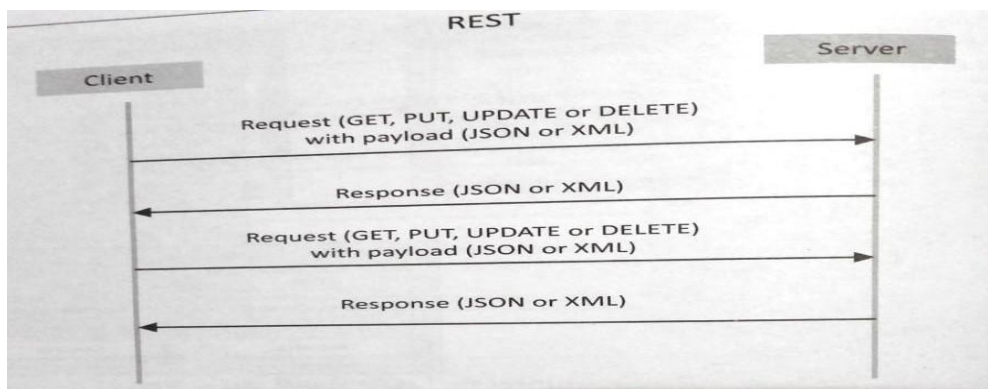 REST
Client
Server
Request (GET, PUT, UPDATE or DELETE)
with payload (JSON or XML)
Response (JSON or XML)
Request (GET, PUT, UPDATE or DELETE)
with payload (JSON or XML)
Response (JSON or XML)